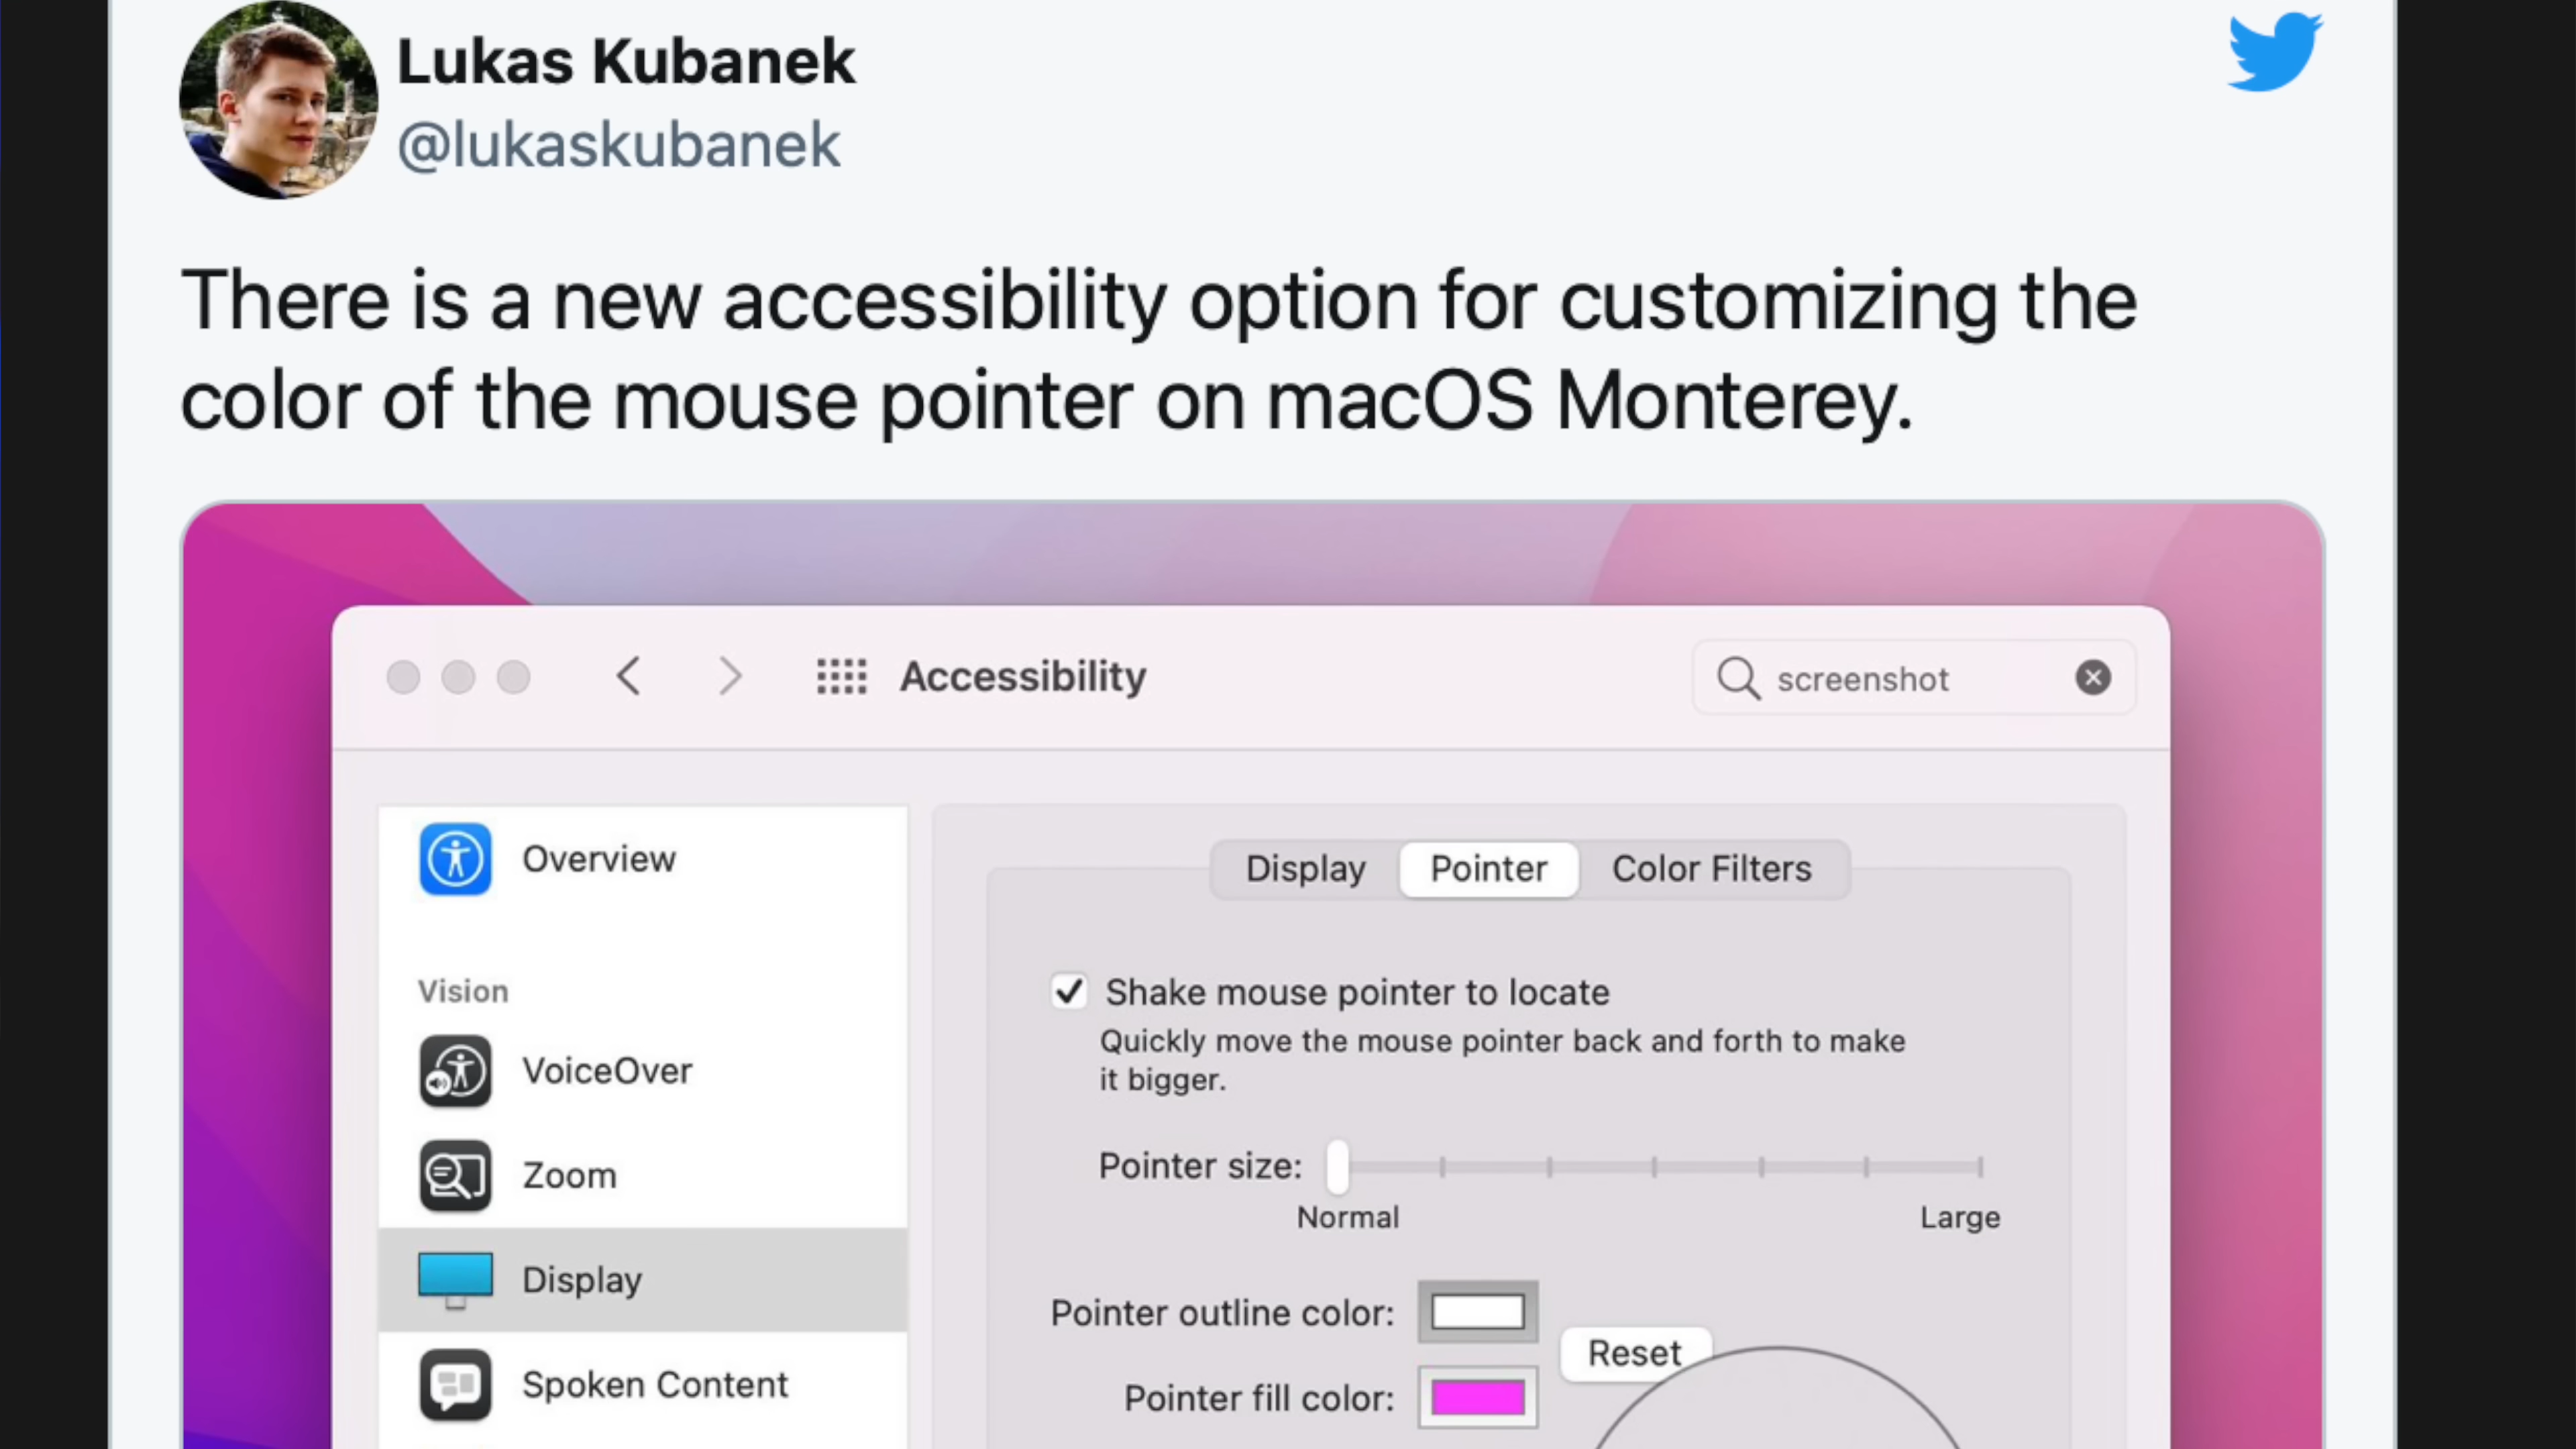 Lukas Kubanek
@lukaskubanek
There is a new accessibility option for customizing the
color of the mouse pointer on macOS Monterey.
Accessibility
screenshot
Overview
Vision
VoiceOver
Zoom
Display
Spoken Content
Display Pointer Color Filters
Shake mouse pointer to locate
Quickly move the mouse pointer back and forth to make
it bigger.
Pointer size:
Normal Large
Pointer outline color:
Reset
Pointer fill color: